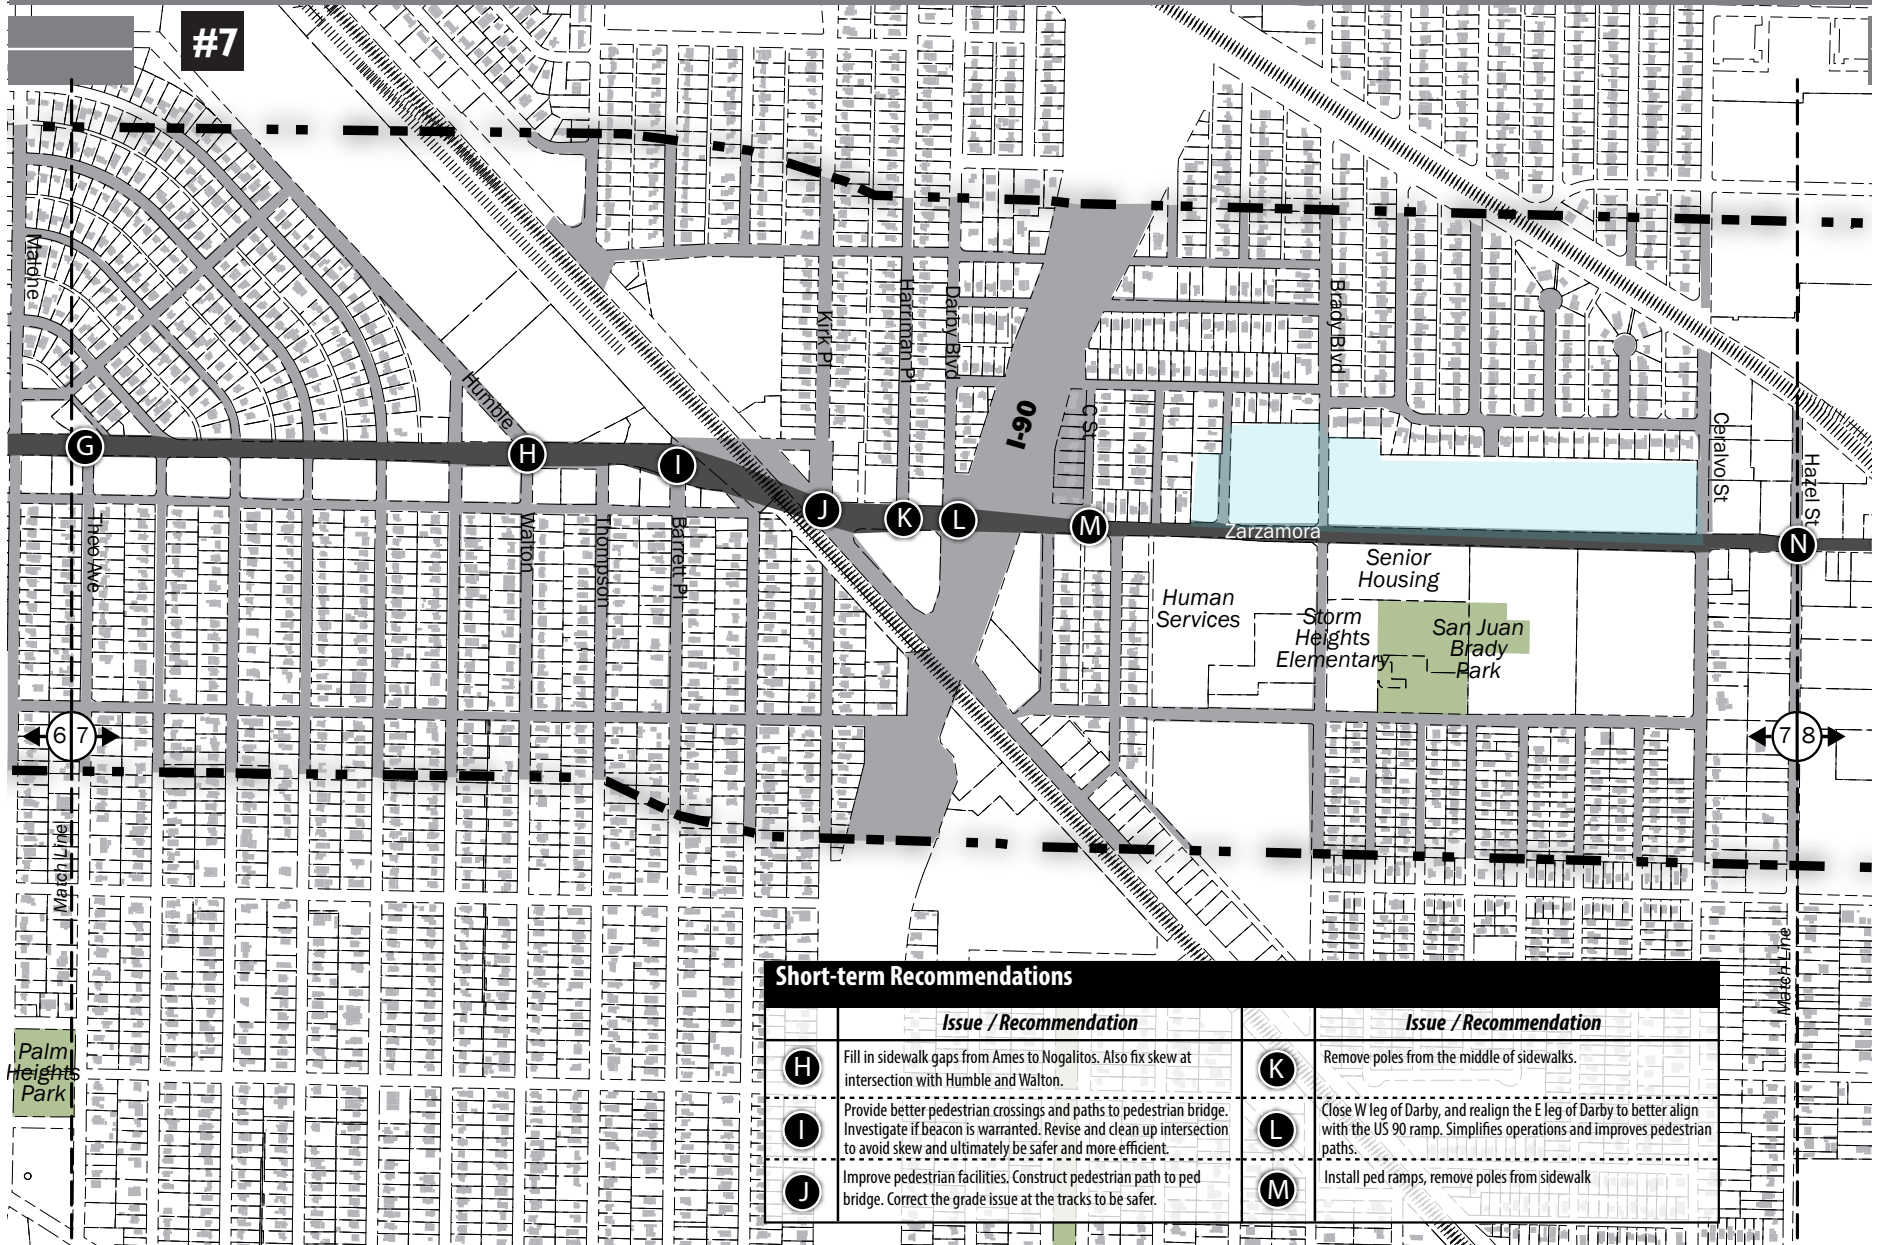 #7
Malone
Humble
Kirk Pl
Harriman Pl
Darby Blvd
I-90
C St
Brady Blvd
Ceralvo St
Hazel St
G
H
I
J
K
L
M
N
Zarzamora
Theo Ave
Walton
Thompson
Barrett Pl
Human
Services
Senior
Housing
Storm
Heights
Elementary
San Juan
Brady
Park
6 7
7 8
Match Line
Match Line
Palm
Heights
Park
Short-term Recommendations
Issue / Recommendation
Issue / Recommendation
H
Fill in sidewalk gaps from Ames to Nogalitos. Also fix skew at
intersection with Humble and Walton.
I
Provide better pedestrian crossings and paths to pedestrian bridge.
Investigate if beacon is warranted. Revise and clean up intersection
to avoid skew and ultimately be safer and more efficient.
J
Improve pedestrian facilities. Construct pedestrian path to ped
bridge. Correct the grade issue at the tracks to be safer.
K
Remove poles from the middle of sidewalks.
L
Close W leg of Darby, and realign the E leg of Darby to better align
with the US 90 ramp. Simplifies operations and improves pedestrian
paths.
M
Install ped ramps, remove poles from sidewalk